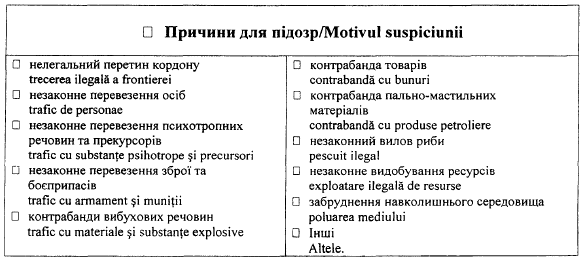 ☐ Причини для підозр/Motivul suspiciunii
☐ нелегальний перетин кордону
trecerea ilegală a frontierei
☐ незаконне перевезення осіб
trafic de personae
☐ незаконне перевезення психотропних
речовин та прекурсорів
trafic cu substanțe psihotrope și precursori
☐ незаконне перевезення зброї та
боєприпасів
trafic cu armament și muniții
☐ контрабанди вибухових речовин
trafic cu materiale și substanțe explosive
☐ контрабанда товарів
contrabandă cu bunuri
☐ контрабанда пально-мастильних
матеріалів
contrabandă cu produse petroliere
☐ незаконний вилов риби
pescuit ilegal
☐ незаконне видобування ресурсів
exploatare ilegală de resurse
☐ забруднення навколишнього середовища
poluarea mediului
☐ Інші
Altele.